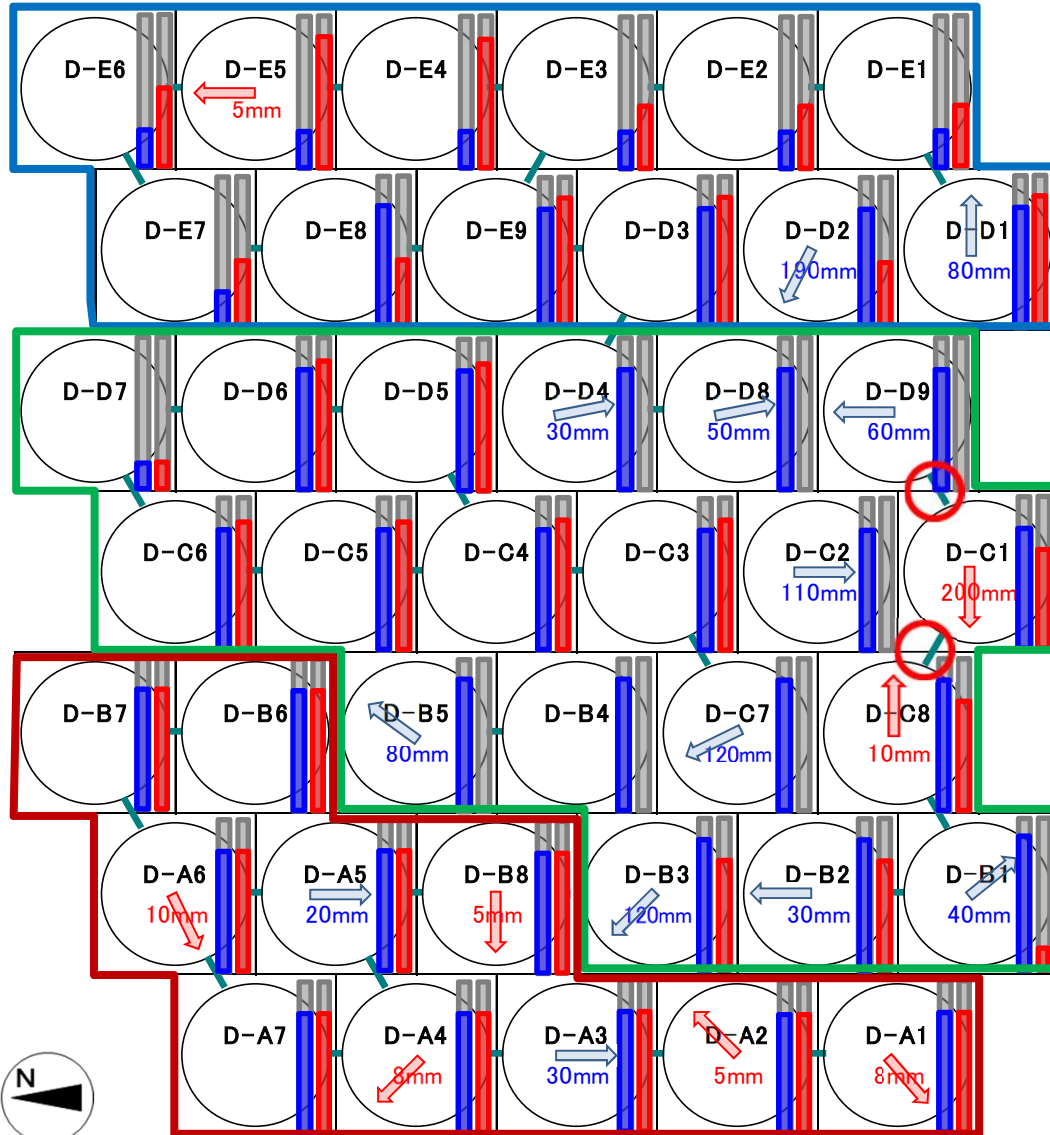 D-E6 D-E5 D-E4 D-E3 D-E2 D-E1
5mm
D-E7 D-E8 D-E9 D-D3 D-D2 D-D1
190mm 80mm
D-D7 D-D6 D-D5 D-D4 D-D8 D-D9
30mm 50mm 60mm
D-C6 D-C5 D-C4 D-C3 D-C2 D-C1
110mm 200mm
D-B7 D-B6 D-B5 D-B4 D-C7 D-C8
80mm 120mm 10mm
D-A6 D-A5 D-B8 D-B3 D-B2 D-B1
10mm 20mm 5mm 120mm 30mm 40mm
D-A7 D-A4 D-A3 D-A2 D-A1
8mm 30mm 5mm 8mm
N